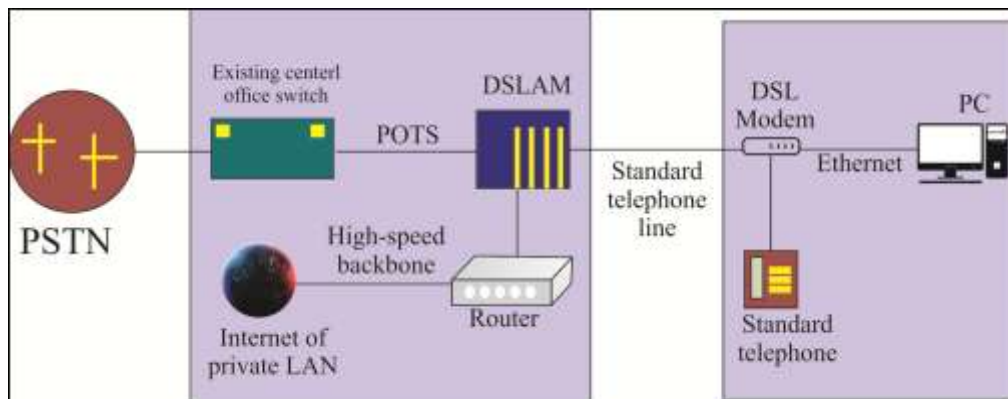 PSTN
Existing centerl
office switch
POTS
DSLAM
High-speed
backbone
Internet of
private LAN
Router
Standard
telephone
line
DSL
Modem
Ethernet
PC
Standard
telephone